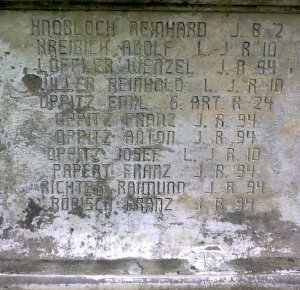 KNOBLOCH REINHARD J. B 2
KREIBICH ADOLF L. J. R. 10
LÖFFLER WENZEL J. R. 94
MÜLLER REINHOLD L. J. R. 10
OPPITZ EMIL G. ART. R. 24
OPPITZ FRANZ J. R. 94
OPPITZ ANTON J. R. 94
OPPITZ JOSEF L. J. R. 10
PAPERT FRANZ J. R. 94
RICHTER RAIMUND J. R. 94
RÖBISCH FRANZ J. R. 94